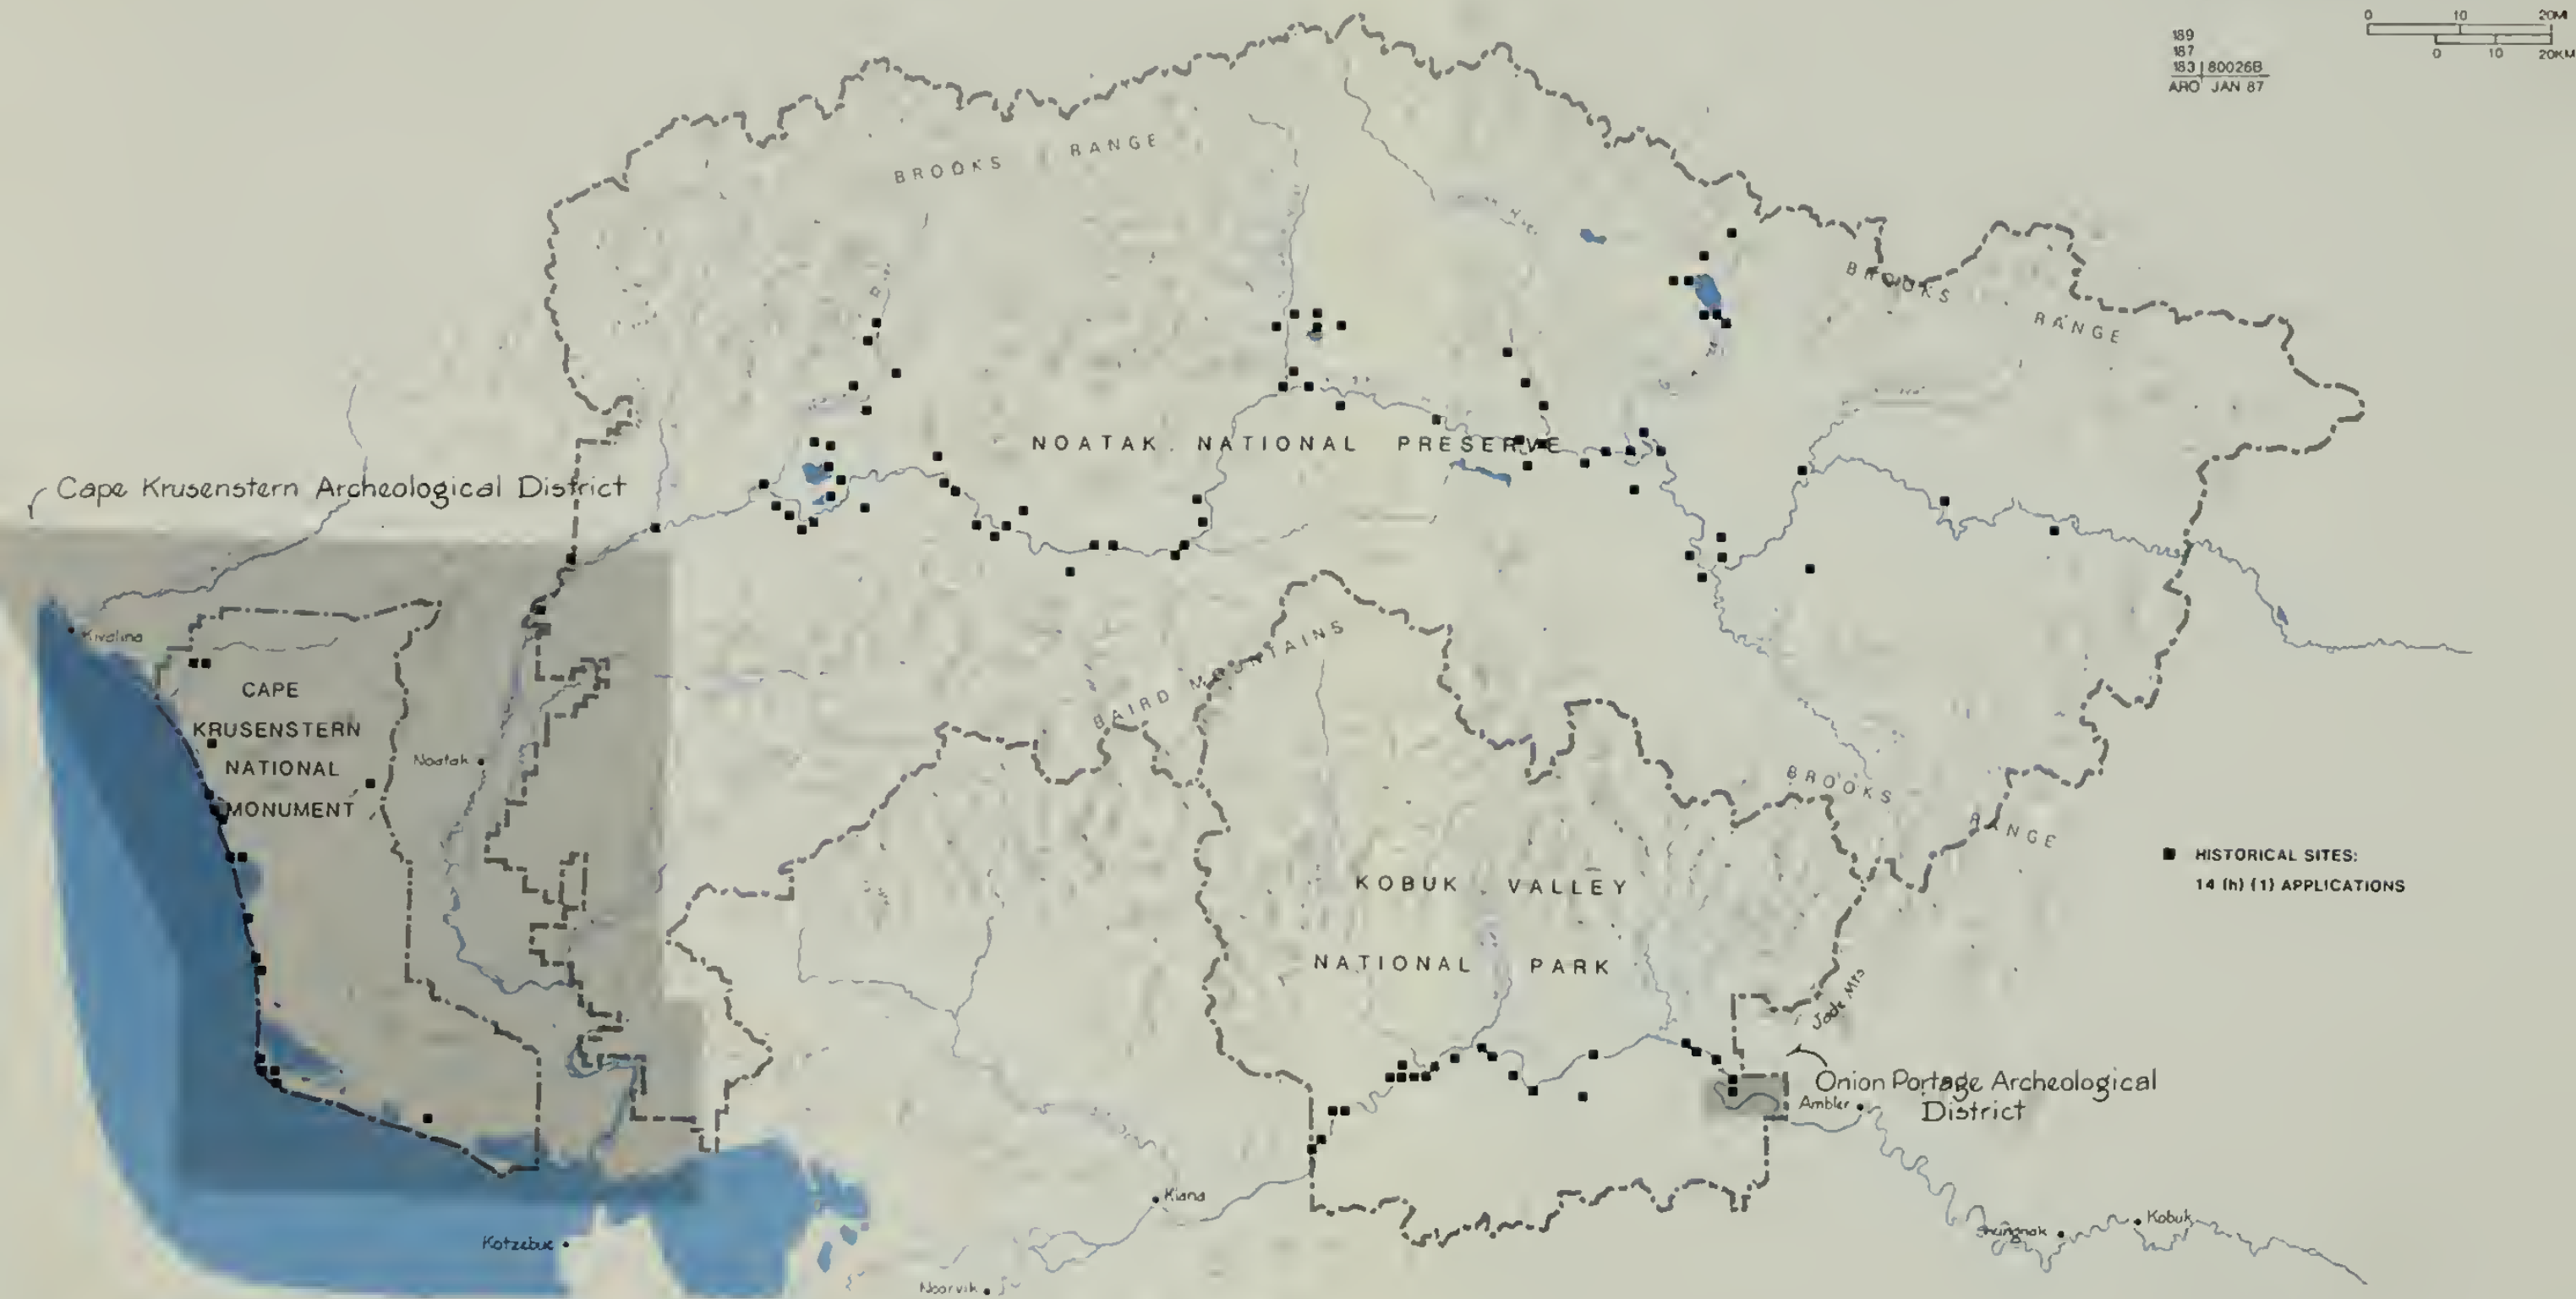 0 10 20MI
0 10 20KM
189
187
183 | 80026B
ARO JAN 87
BROOKS RANGE
BROOKS
RANGE
NOATAK NATIONAL PRESERVE
Cape Krusenstern Archeological District
Kivalina
CAPE
KRUSENSTERN
NATIONAL
MONUMENT
Noatak
BAIRD MOUNTAINS
BROOKS
RANGE
HISTORICAL SITES:
14 (h) (1) APPLICATIONS
KOBUK VALLEY
NATIONAL PARK
Jade Mts
Onion Portage Archeological
District
Ambler
Kiana
Kobuk
Kotzebue
Noorvik